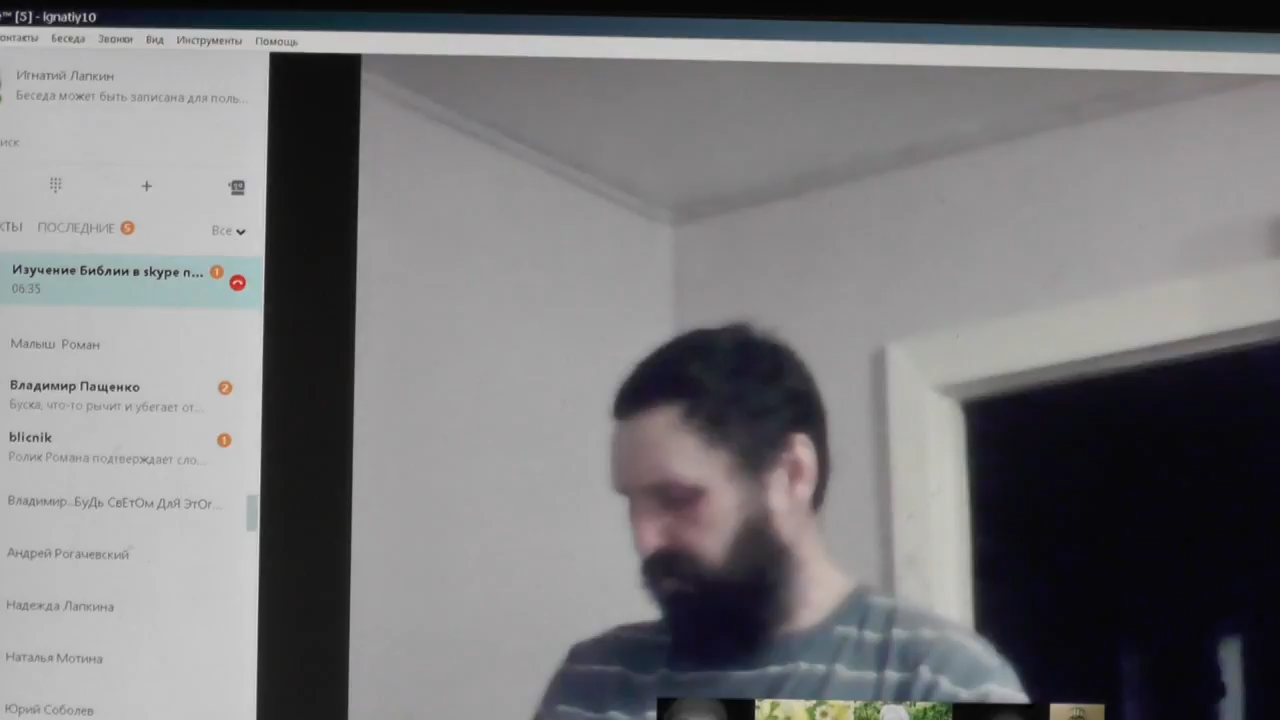 ™ [5] - ignatiy10
онтакты Беседа Звонки Вид Инструменты Помощь
Игнатий Лапкин
Беседа может быть записана для поль...
иск
КТЫ ПОСЛЕДНИЕ 5 Все
Изучение Библии в skype п... 1
06:35
Малыш Роман
Владимир Пащенко 2
Буска, что-то рычит и убегает от...
blicnik 1
Ролик Романа подтверждает сло...
Владимир..БуДЬ СвЕтОм ДлЯ ЭтОг...
Андрей Рогачевский
Надежда Лапкина
Наталья Мотина
Юрий Соболев